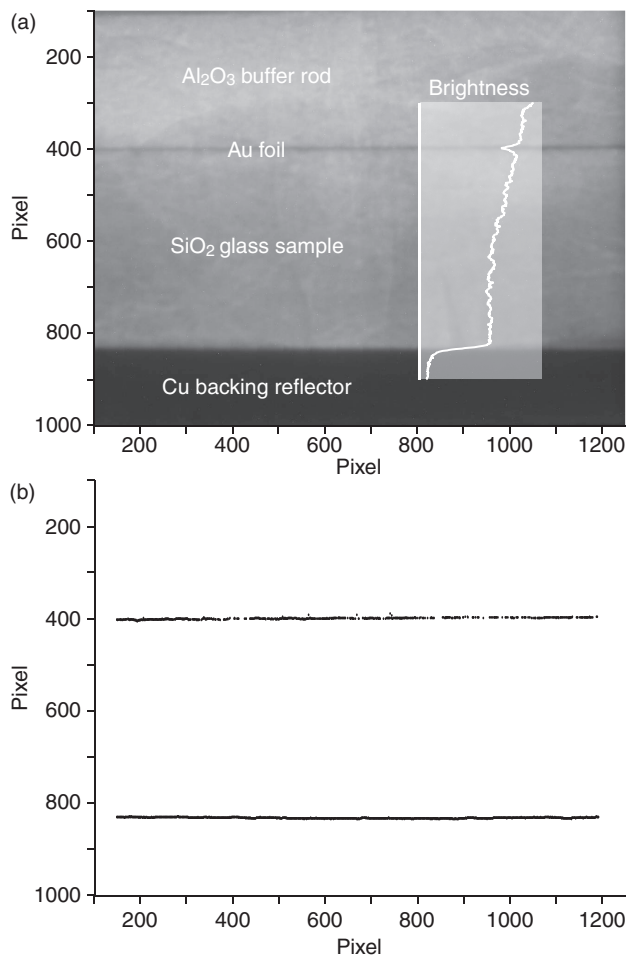 (a)
100
200
400
600
800
1000
Pixel
Al₂O₃ buffer rod
Brightness
Au foil
SiO₂ glass sample
Cu backing reflector
200 400 600 800 1000 1200
Pixel
(b)
200
400
600
800
1000
Pixel
200 400 600 800 1000 1200
Pixel